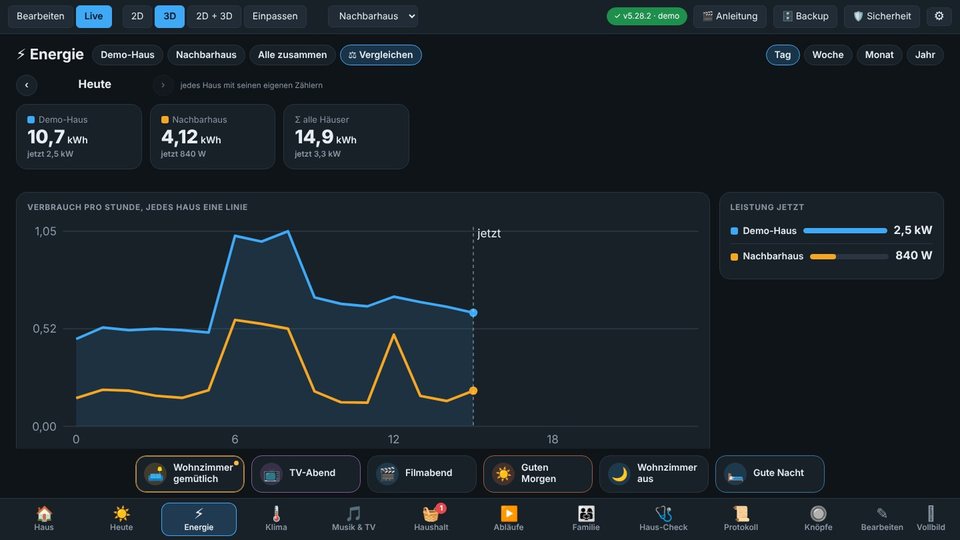 Bearbeiten Live 2D 3D 2D + 3D Einpassen Nachbarhaus ✓ v5.28.2 · demo Anleitung Backup Sicherheit
⚡ Energie Demo-Haus Nachbarhaus Alle zusammen Vergleichen Tag Woche Monat Jahr
‹ Heute › jedes Haus mit seinen eigenen Zählern
Demo-Haus
10,7 kWh
jetzt 2,5 kW
Nachbarhaus
4,12 kWh
jetzt 840 W
Σ alle Häuser
14,9 kWh
jetzt 3,3 kW
VERBRAUCH PRO STUNDE, JEDES HAUS EINE LINIE
1,05
jetzt
0,52
0,00
0 6 12 18
LEISTUNG JETZT
Demo-Haus 2,5 kW
Nachbarhaus 840 W
Wohnzimmer
gemütlich
TV-Abend
Filmabend
Guten
Morgen
Wohnzimmer
aus
Gute Nacht
1
Haus Heute Energie Klima Musik & TV Haushalt Abläufe Familie Haus-Check Protokoll Knöpfe Bearbeiten Vollbild